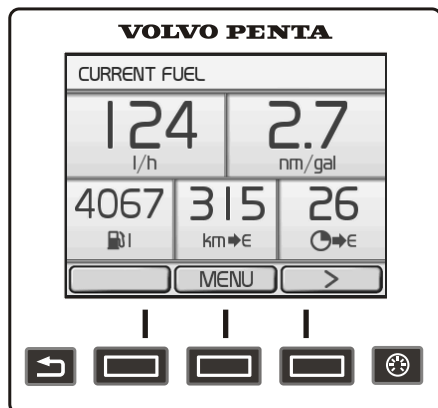 VOLVO PENTA
CURRENT FUEL
124 2.7
l/h nm/gal
4067 315 26
l km➡E ➡E
MENU >